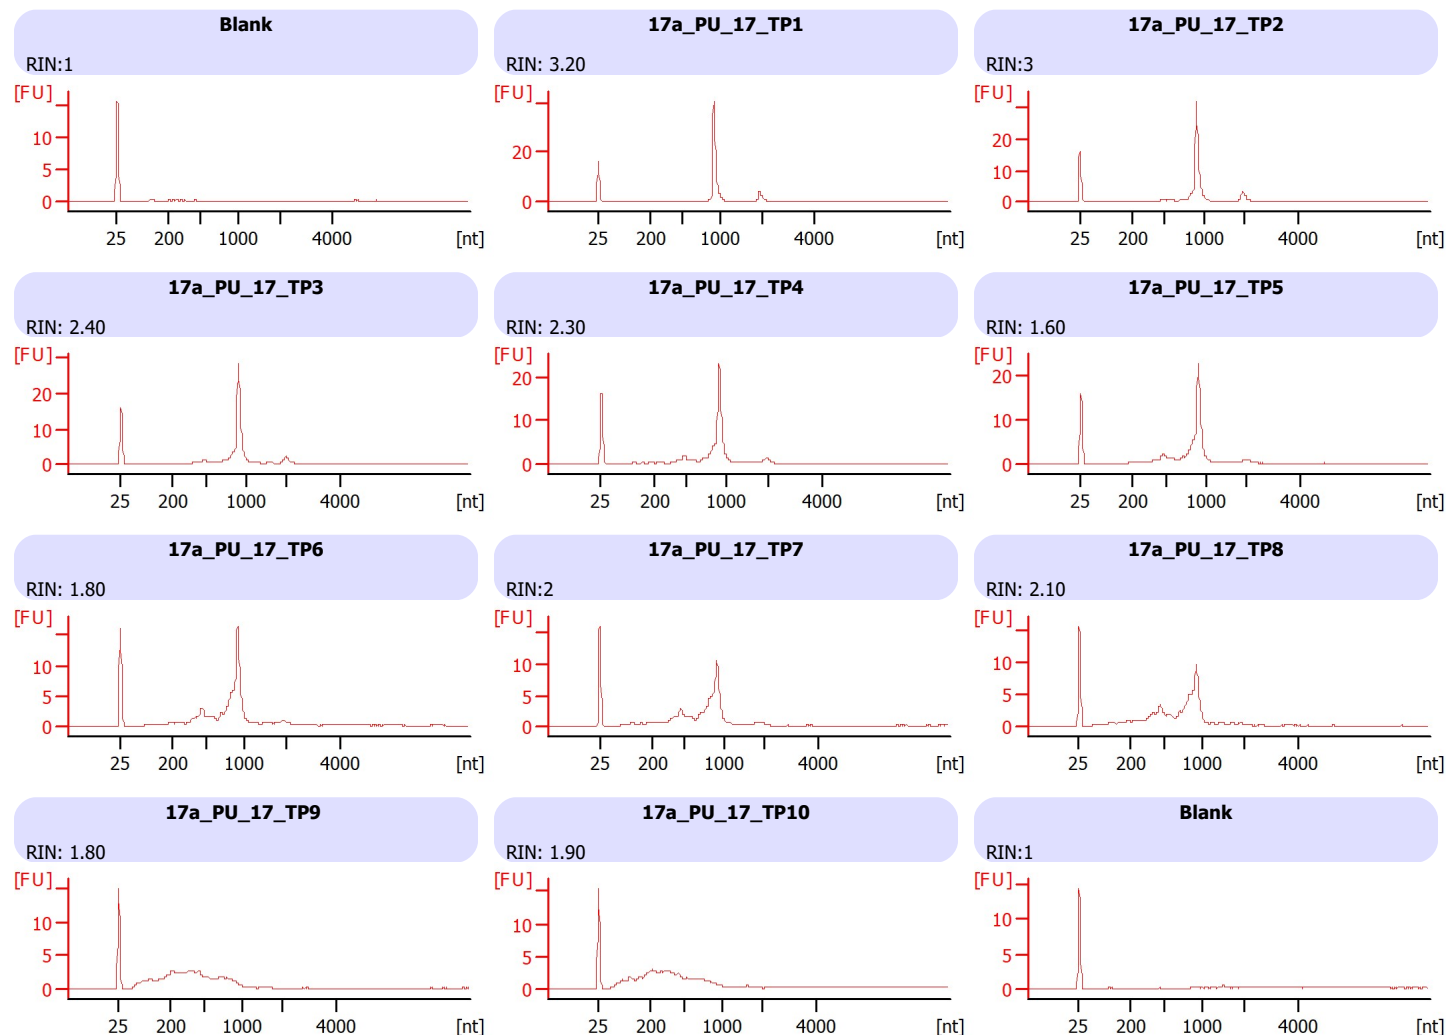 Blank
RIN:1
[FU]
10
5
0
25 200 1000 4000 [nt]
17a_PU_17_TP1
RIN: 3.20
[FU]
20
0
25 200 1000 4000 [nt]
17a_PU_17_TP2
RIN:3
[FU]
20
10
0
25 200 1000 4000 [nt]
17a_PU_17_TP3
RIN: 2.40
[FU]
20
10
0
25 200 1000 4000 [nt]
17a_PU_17_TP4
RIN: 2.30
[FU]
20
10
0
25 200 1000 4000 [nt]
17a_PU_17_TP5
RIN: 1.60
[FU]
20
10
0
25 200 1000 4000 [nt]
17a_PU_17_TP6
RIN: 1.80
[FU]
10
5
0
25 200 1000 4000 [nt]
17a_PU_17_TP7
RIN:2
[FU]
10
5
0
25 200 1000 4000 [nt]
17a_PU_17_TP8
RIN: 2.10
[FU]
10
5
0
25 200 1000 4000 [nt]
17a_PU_17_TP9
RIN: 1.80
[FU]
10
5
0
25 200 1000 4000 [nt]
17a_PU_17_TP10
RIN: 1.90
[FU]
10
5
0
25 200 1000 4000 [nt]
Blank
RIN:1
[FU]
10
5
0
25 200 1000 4000 [nt]